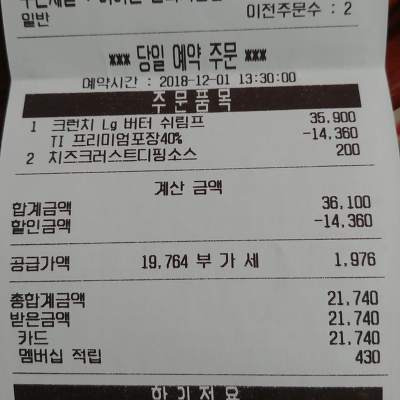 일반 이전주문수 : 2
*** 당일 예약 주문 ***
예약시간 : 2018-12-01 13:30:00
주문품목
1 크런치 Lg 버터 쉬림프 35,900
TI 프리미엄포장40% -14,360
2 치즈크러스트디핑소스 200
계산 금액
합계금액 36,100
할인금액 -14,360
공급가액 19,764 부가세 1,976
총합계금액 21,740
받은금액 21,740
카드 21,740
멤버십 적립 430